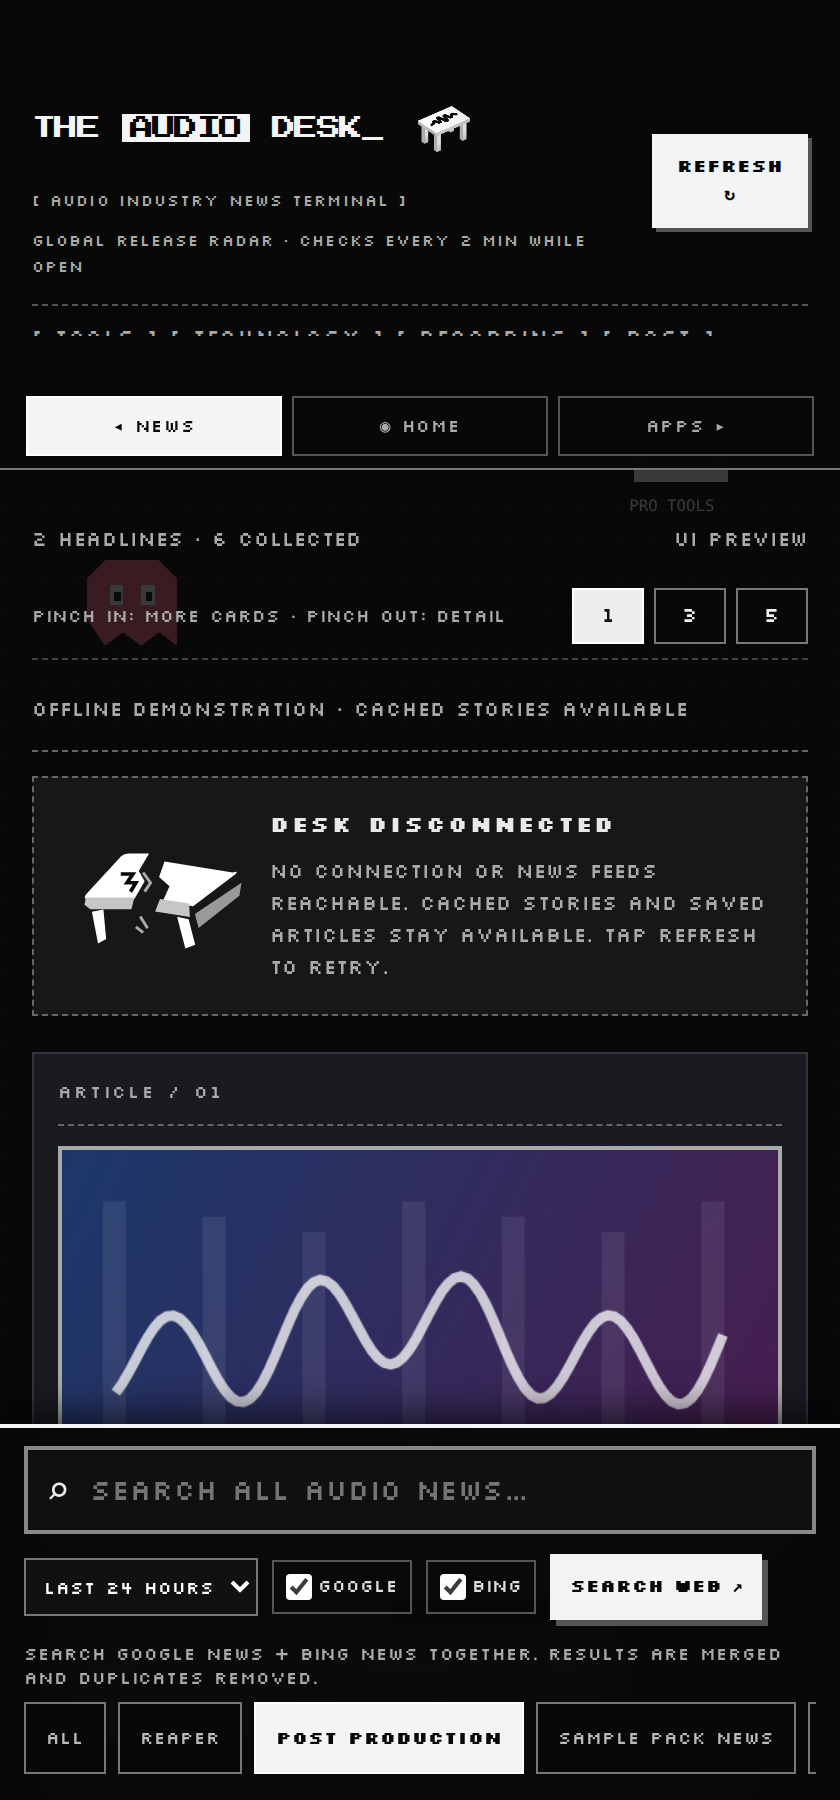 THE AUDIO DESK_
REFRESH
↻
[ AUDIO INDUSTRY NEWS TERMINAL ]
GLOBAL RELEASE RADAR · CHECKS EVERY 2 MIN WHILE
OPEN
[ TOOLS ] [ TECHNOLOGY ] [ RECORDING ] [ POST ]
◂ NEWS
◉ HOME
APPS ▸
PRO TOOLS
2 HEADLINES · 6 COLLECTED
UI PREVIEW
PINCH IN: MORE CARDS · PINCH OUT: DETAIL
1
3
5
OFFLINE DEMONSTRATION · CACHED STORIES AVAILABLE
DESK DISCONNECTED
NO CONNECTION OR NEWS FEEDS
REACHABLE. CACHED STORIES AND SAVED
ARTICLES STAY AVAILABLE. TAP REFRESH
TO RETRY.
ARTICLE / 01
SEARCH ALL AUDIO NEWS…
LAST 24 HOURS
GOOGLE
BING
SEARCH WEB ↗
SEARCH GOOGLE NEWS + BING NEWS TOGETHER. RESULTS ARE MERGED
AND DUPLICATES REMOVED.
ALL
REAPER
POST PRODUCTION
SAMPLE PACK NEWS